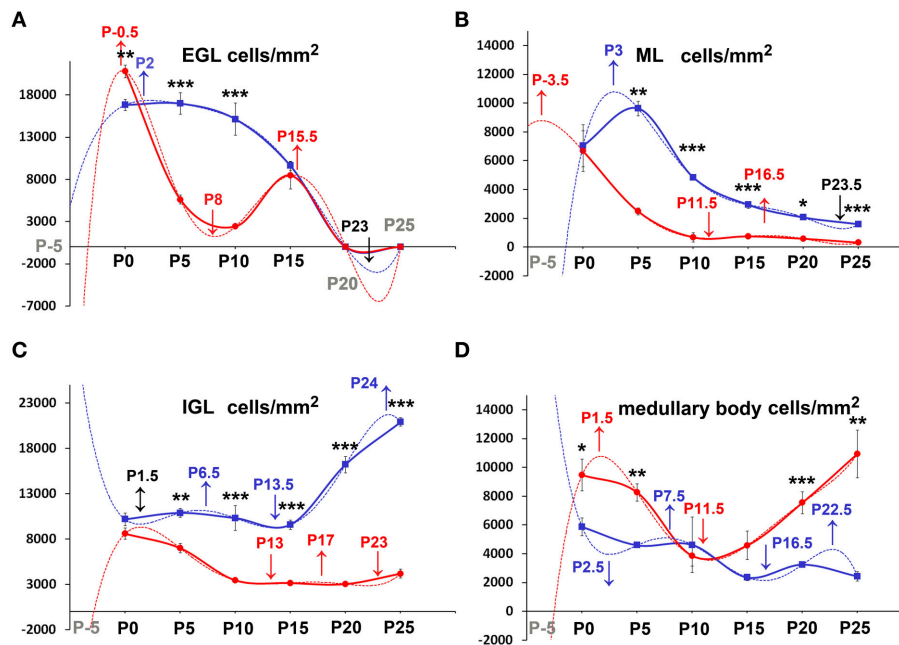 A
EGL cells/mm2
P-0.5
**
P2
***
***
18000
13000
8000
3000
-2000
-7000
P8
P15.5
P23
P25
P-5
P0
P5
P10
P15
P20
B
ML cells/mm2
14000
12000
10000
8000
6000
4000
2000
0
-2000
P-3.5
P3
**
***
P11.5
***
P16.5
*
P23.5
***
P-5
P0
P5
P10
P15
P20
P25
C
IGL cells/mm2
23000
18000
13000
8000
3000
-2000
P24
***
***
P1.5
**
P6.5
***
P13.5
***
P13
P17
P23
P-5
P0
P5
P10
P15
P20
P25
D
medullary body cells/mm2
14000
12000
10000
8000
6000
4000
2000
0
-2000
P1.5
*
**
P7.5
P11.5
***
**
P22.5
P16.5
P2.5
P-5
P0
P5
P10
P15
P20
P25